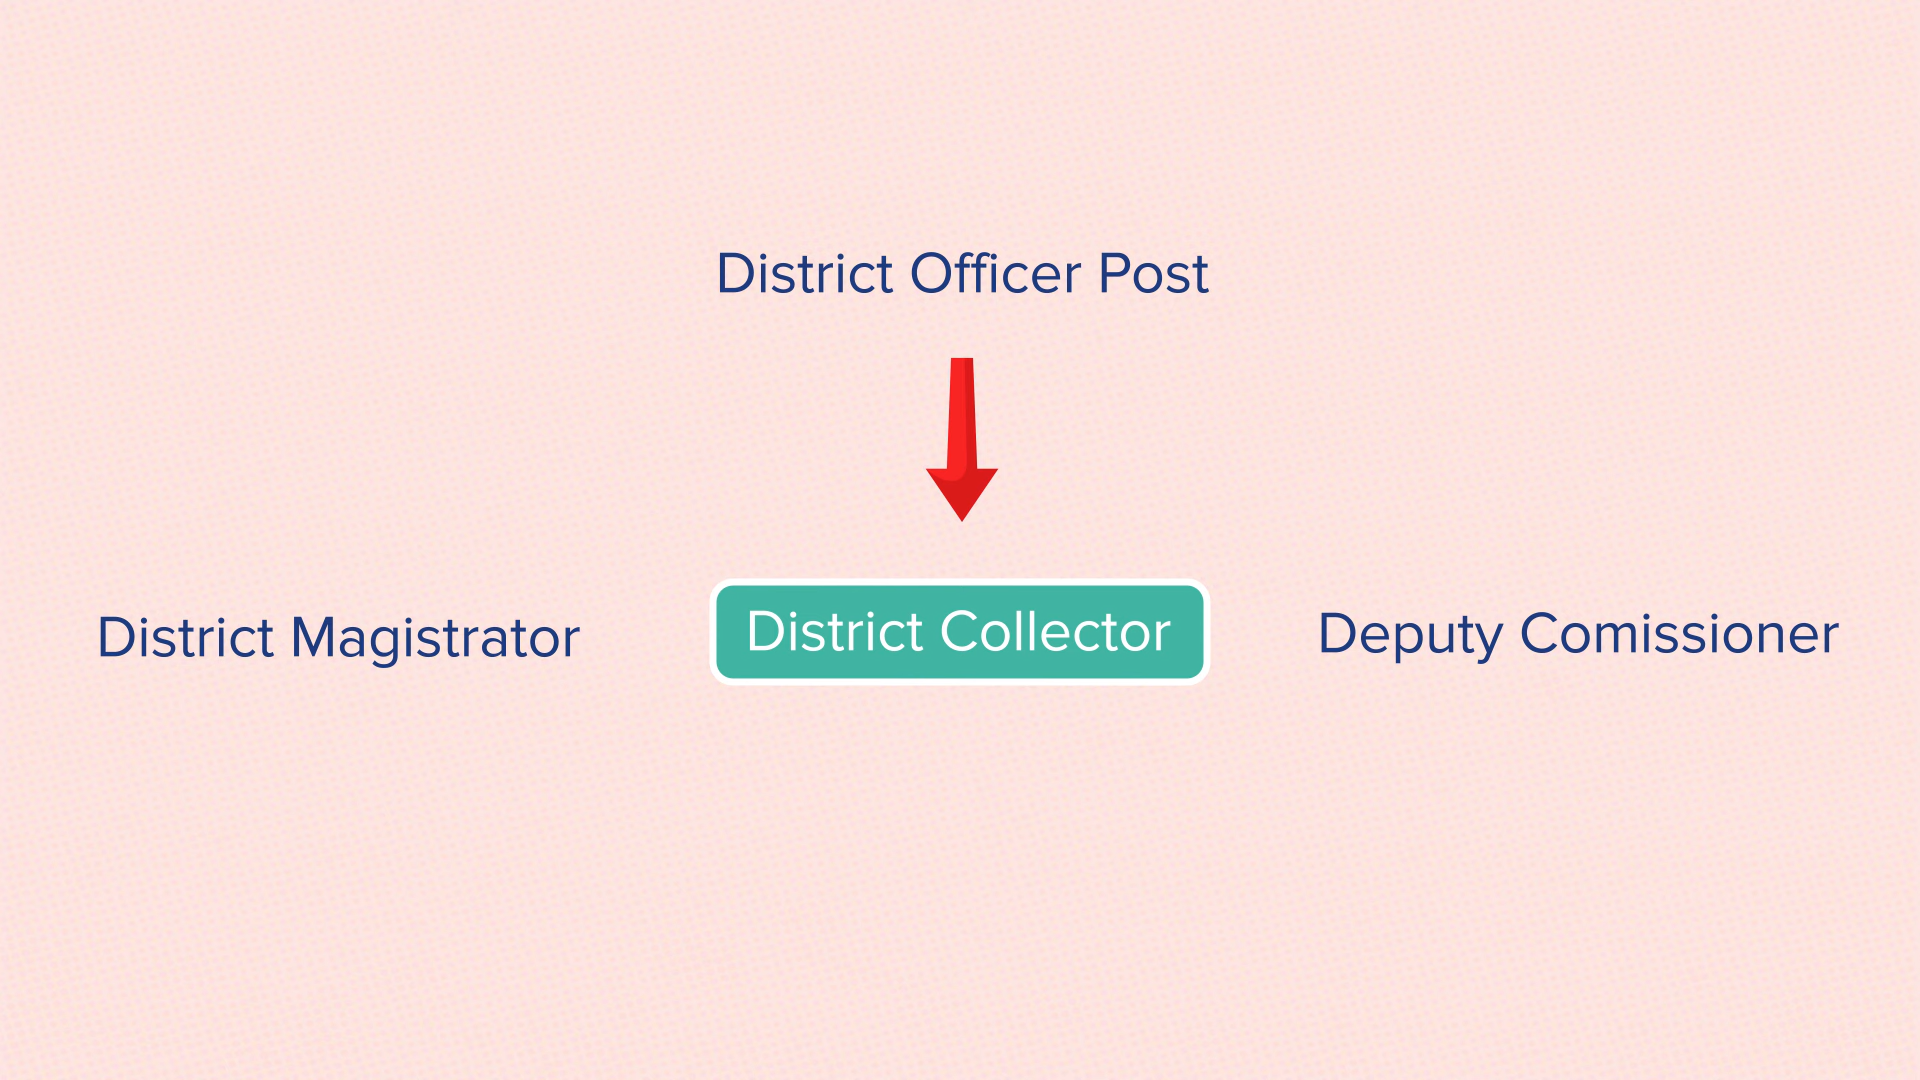 District Officer Post
District Magistrator
District Collector
Deputy Comissioner